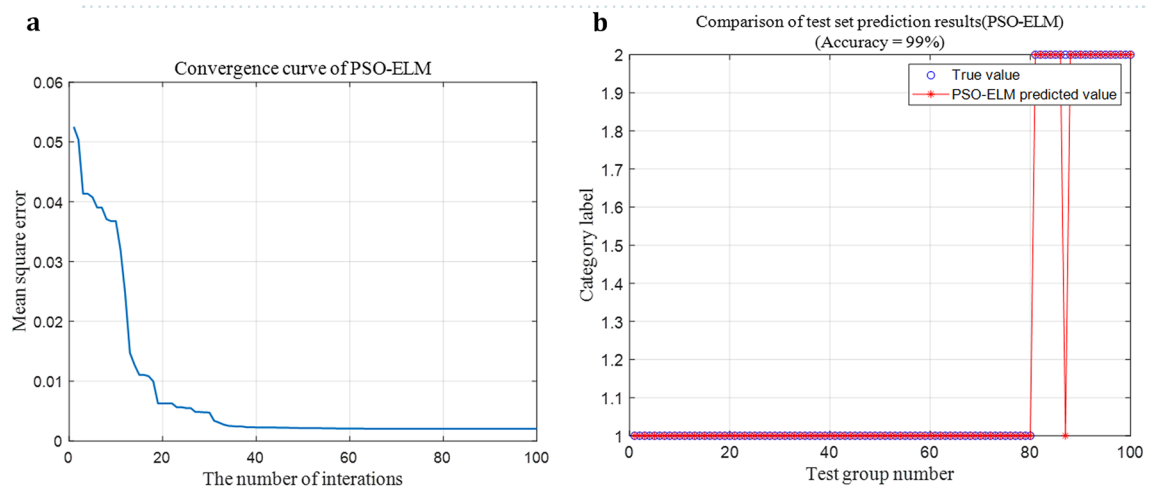 a
Convergence curve of PSO-ELM
0.06
0.05
0.04
0.03
0.02
0.01
0
Mean square error
0 20 40 60 80 100
The number of interations
b
Comparison of test set prediction results(PSO-ELM)
(Accuracy = 99%)
2
1.9
1.8
1.7
1.6
1.5
1.4
1.3
1.2
1.1
1
Category label
True value
PSO-ELM predicted value
0 20 40 60 80 100
Test group number